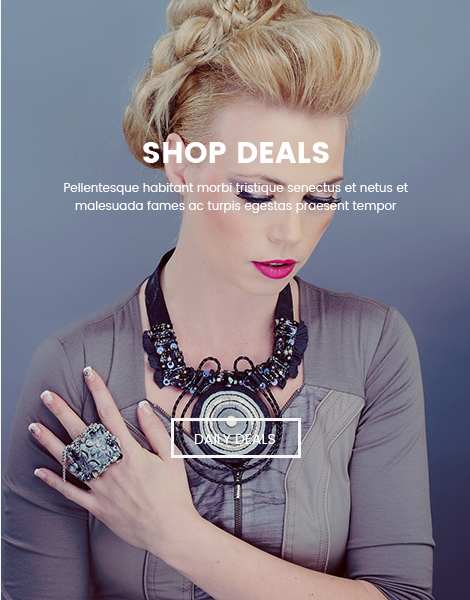 SHOP DEALS
Pellentesque habitant morbi tristique senectus et netus et
malesuada fames ac turpis egestas praesent tempor
DAILY DEALS